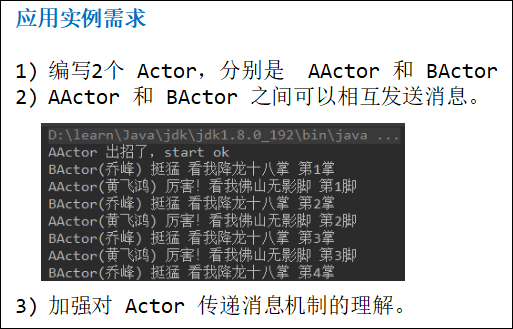 应用实例需求
1) 编写2个 Actor，分别是 AActor 和 BActor
2) AActor 和 BActor 之间可以相互发送消息。
D:\learn\Java\jdk\jdk1.8.0_192\bin\java ...
AActor 出招了，start ok
BActor(乔峰) 挺猛 看我降龙十八掌 第1掌
AActor(黄飞鸿) 厉害! 看我佛山无影脚 第1脚
BActor(乔峰) 挺猛 看我降龙十八掌 第2掌
AActor(黄飞鸿) 厉害! 看我佛山无影脚 第2脚
BActor(乔峰) 挺猛 看我降龙十八掌 第3掌
AActor(黄飞鸿) 厉害! 看我佛山无影脚 第3脚
BActor(乔峰) 挺猛 看我降龙十八掌 第4掌
3) 加强对 Actor 传递消息机制的理解。